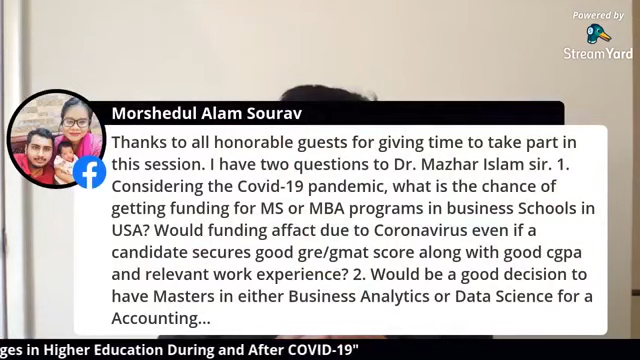 Powered by
StreamYard
Morshedul Alam Sourav
Thanks to all honorable guests for giving time to take part in
this session. I have two questions to Dr. Mazhar Islam sir. 1.
Considering the Covid-19 pandemic, what is the chance of
getting funding for MS or MBA programs in business Schools in
USA? Would funding affact due to Coronavirus even if a
candidate secures good gre/gmat score along with good cgpa
and relevant work experience? 2. Would be a good decision to
have Masters in either Business Analytics or Data Science for a
Accounting...
ges in Higher Education During and After COVID-19"